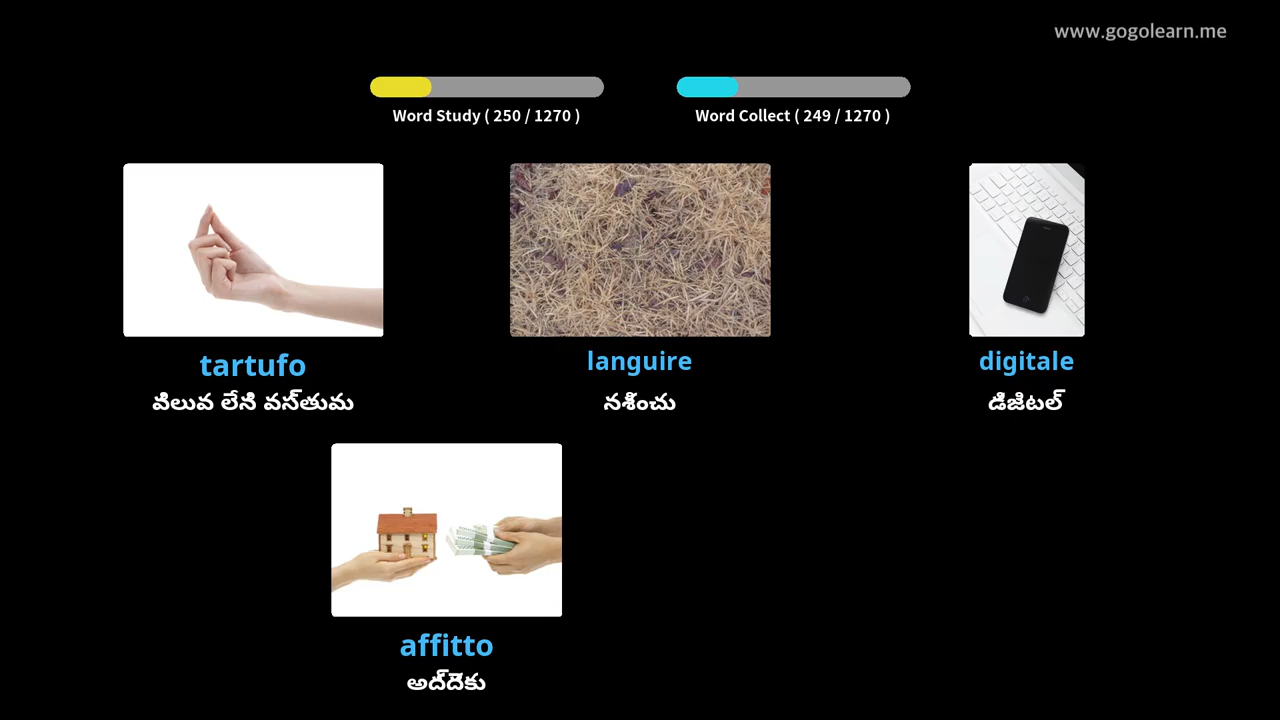 www.gogolearn.me
Word Study ( 250 / 1270 )
Word Collect ( 249 / 1270 )
tartufo
languire
digitale
విలువ లేని వస్తువు
నశించు
డిజిటల్
affitto
అద్దెకు